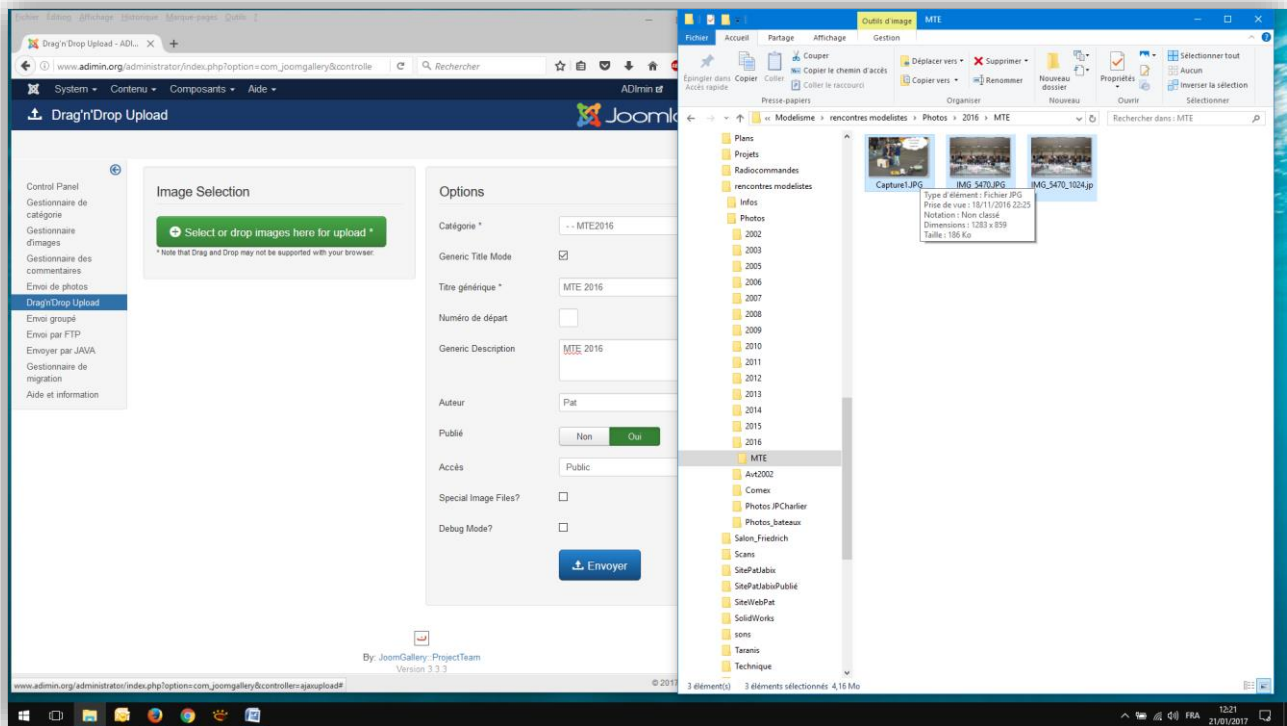 Fichier Édition Affichage Historique Marque-pages Outils ?
Drag'n'Drop Upload - ADI...
www.adimin.org/administrator/index.php?option=com_joomgallery&controlle
Rechercher
System Contenu Composants Aide ADImin
Drag'n'Drop Upload
Control Panel
Gestionnaire de
catégorie
Gestionnaire
d'images
Gestionnaire des
commentaires
Envoi de photos
Drag'n'Drop Upload
Envoi groupé
Envoi par FTP
Envoyer par JAVA
Gestionnaire de
migration
Aide et information
Image Selection
Select or drop images here for upload *
* Note that Drag and Drop may not be supported with your browser.
Options
Catégorie * - - MTE2016
Generic Title Mode
Titre générique * MTE 2016
Numéro de départ
Generic Description MTE 2016
Auteur Pat
Publié Non Oui
Accès Public
Special Image Files?
Debug Mode?
Envoyer
By: JoomGallery::ProjectTeam
Version 3.3.3
© 2017
www.adimin.org/administrator/index.php?option=com_joomgallery&controller=ajaxupload#
Outils d'image MTE
Fichier Accueil Partage Affichage Gestion
Épingler dans
Accès rapide
Copier
Coller
Couper
Copier le chemin d'accès
Coller le raccourci
Presse-papiers
Déplacer vers
Copier vers
Supprimer
Renommer
Organiser
Nouveau
dossier
Nouveau
Propriétés
Ouvrir
Sélectionner tout
Aucun
Inverser la sélection
Sélectionner
« Modelisme › rencontres modelistes › Photos › 2016 › MTE
Rechercher dans : MTE
Plans
Projets
Radiocommandes
rencontres modelistes
Infos
Photos
2002
2003
2005
2006
2007
2008
2009
2010
2011
2012
2013
2014
2015
2016
MTE
Avt2002
Comex
Photos JPCharlier
Photos_bateaux
Salon_Friedrich
Scans
SitePatJabix
SitePatJabixPublié
SiteWebPat
SolidWorks
sons
Taranis
Technique
Capture1.JPG
IMG_5470.JPG
IMG_5470_1024.jp
Type d'élément : Fichier JPG
Prise de vue : 18/11/2016 22:25
Notation : Non classé
Dimensions : 1283 x 859
Taille : 186 Ko
3 élément(s) 3 éléments sélectionnés 4,16 Mo
FRA
12:21
21/01/2017